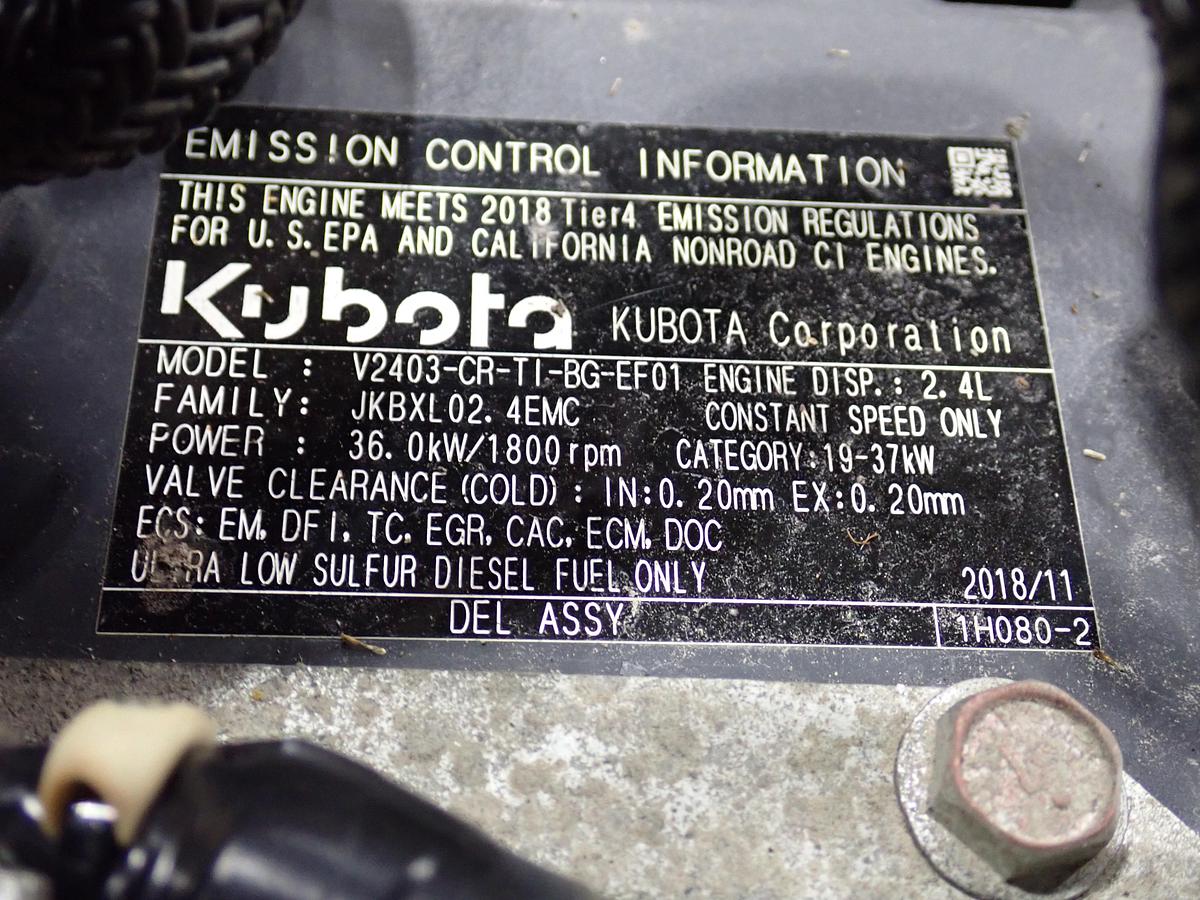 EMISSION CONTROL INFORMATION
THIS ENGINE MEETS 2018 Tier4 EMISSION REGULATIONS
FOR U.S.EPA AND CALIFORNIA NONROAD CI ENGINES.
Kubota KUBOTA Corporation
MODEL : V2403-CR-TI-BG-EF01 ENGINE DISP.: 2.4L
FAMILY: JKBXL02.4EMC CONSTANT SPEED ONLY
POWER : 36.0kW/1800rpm CATEGORY:19-37kW
VALVE CLEARANCE (COLD) : IN:0.20mm EX:0.20mm
ECS: EM, DFI, TC, EGR, CAC, ECM, DOC
ULTRA LOW SULFUR DIESEL FUEL ONLY 2018/11
DEL ASSY 1H080-2